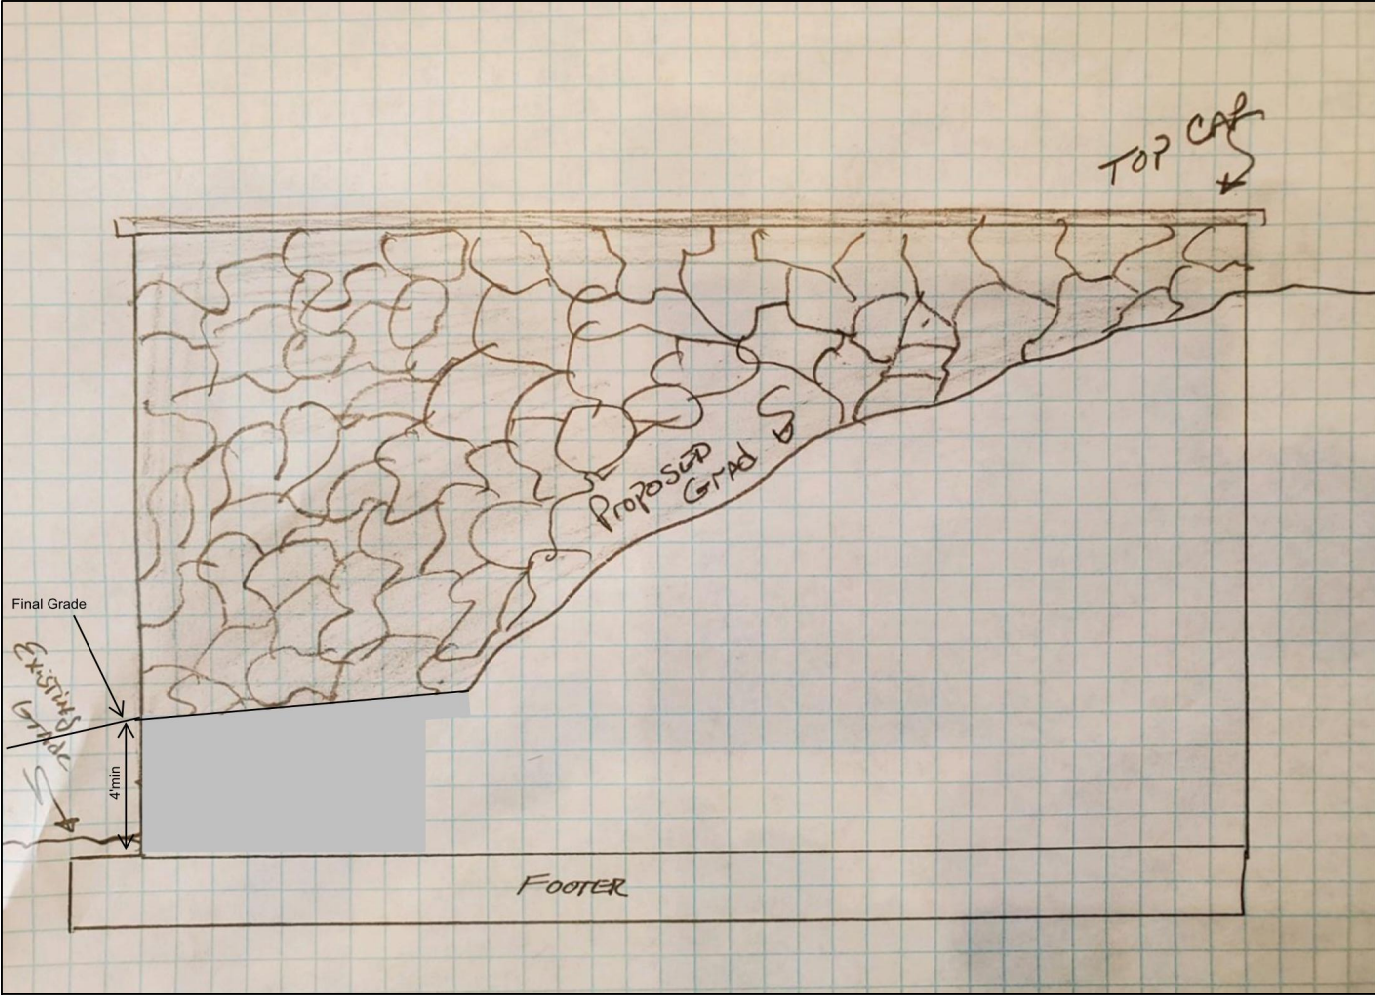 TOP CAP
PROPOSED
GrAd
Final Grade
EXISTING
GrAde
4'min
FOOTER